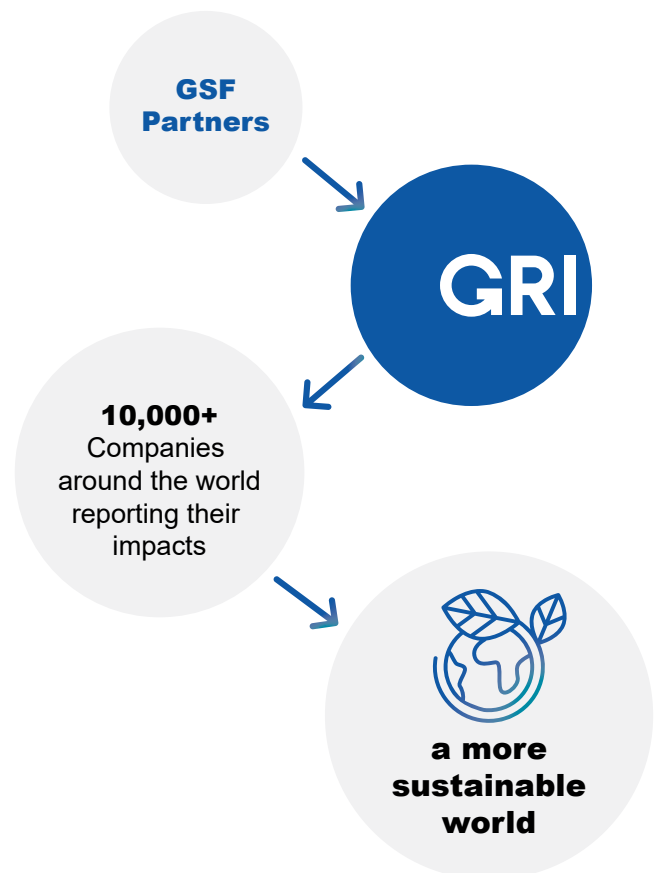 GSF
Partners
GRI
10,000+
Companies
around the world
reporting their
impacts
a more
sustainable
world